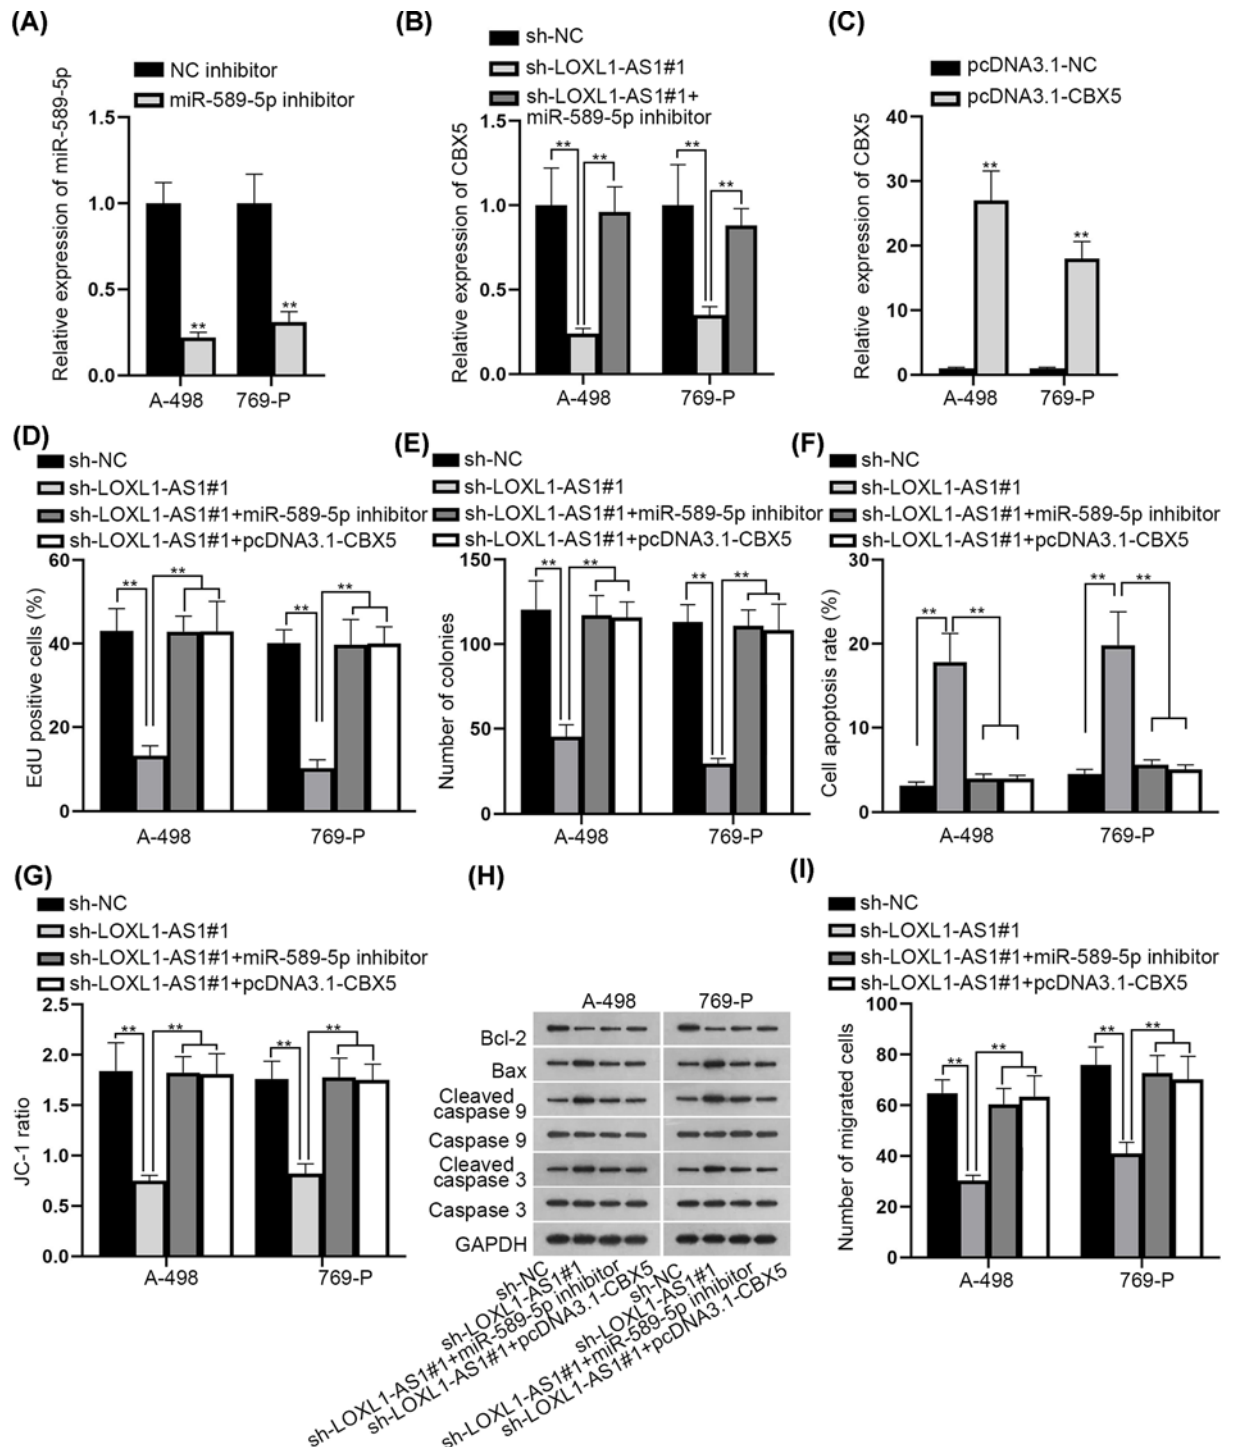 (A)
NC inhibitor
miR-589-5p inhibitor
Relative expression of miR-589-5p
1.5
1.0
0.5
0.0
**
**
A-498
769-P
(B)
sh-NC
sh-LOXL1-AS1#1
sh-LOXL1-AS1#1+
miR-589-5p inhibitor
Relative expression of CBX5
1.5
1.0
0.5
0.0
**
**
**
**
A-498
769-P
(C)
pcDNA3.1-NC
pcDNA3.1-CBX5
Relative expression of CBX5
40
30
20
10
0
**
**
A-498
769-P
(D)
sh-NC
sh-LOXL1-AS1#1
sh-LOXL1-AS1#1+miR-589-5p inhibitor
sh-LOXL1-AS1#1+pcDNA3.1-CBX5
EdU positive cells (%)
60
40
20
0
**
**
**
**
A-498
769-P
(E)
sh-NC
sh-LOXL1-AS1#1
sh-LOXL1-AS1#1+miR-589-5p inhibitor
sh-LOXL1-AS1#1+pcDNA3.1-CBX5
Number of colonies
150
100
50
0
**
**
**
**
A-498
769-P
(F)
sh-NC
sh-LOXL1-AS1#1
sh-LOXL1-AS1#1+miR-589-5p inhibitor
sh-LOXL1-AS1#1+pcDNA3.1-CBX5
Cell apoptosis rate (%)
30
20
10
0
**
**
**
**
A-498
769-P
(G)
sh-NC
sh-LOXL1-AS1#1
sh-LOXL1-AS1#1+miR-589-5p inhibitor
sh-LOXL1-AS1#1+pcDNA3.1-CBX5
JC-1 ratio
2.5
2.0
1.5
1.0
0.5
0.0
**
**
**
**
A-498
769-P
(H)
A-498
769-P
Bcl-2
Bax
Cleaved
caspase 9
Caspase 9
Cleaved
caspase 3
Caspase 3
GAPDH
sh-NC
sh-LOXL1-AS1#1
sh-LOXL1-AS1#1+miR-589-5p inhibitor
sh-LOXL1-AS1#1+pcDNA3.1-CBX5
sh-NC
sh-LOXL1-AS1#1
sh-LOXL1-AS1#1+miR-589-5p inhibitor
sh-LOXL1-AS1#1+pcDNA3.1-CBX5
(I)
sh-NC
sh-LOXL1-AS1#1
sh-LOXL1-AS1#1+miR-589-5p inhibitor
sh-LOXL1-AS1#1+pcDNA3.1-CBX5
Number of migrated cells
100
80
60
40
20
0
**
**
**
**
A-498
769-P